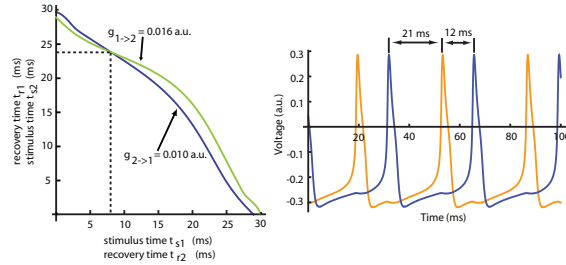 30
25
20
15
10
5
5 10 15 20 25 30
recovery time t r1 (ms)
stimulus time t s2 (ms)
g 1->2 = 0.016 a.u.
g 2->1 = 0.010 a.u.
stimulus time t s1 (ms)
recovery time t r2 (ms)
21 ms 12 ms
0.3
0.2
0.1
-0.1
-0.2
-0.3
20 40 60 80 100
Voltage (a.u.)
Time (ms)